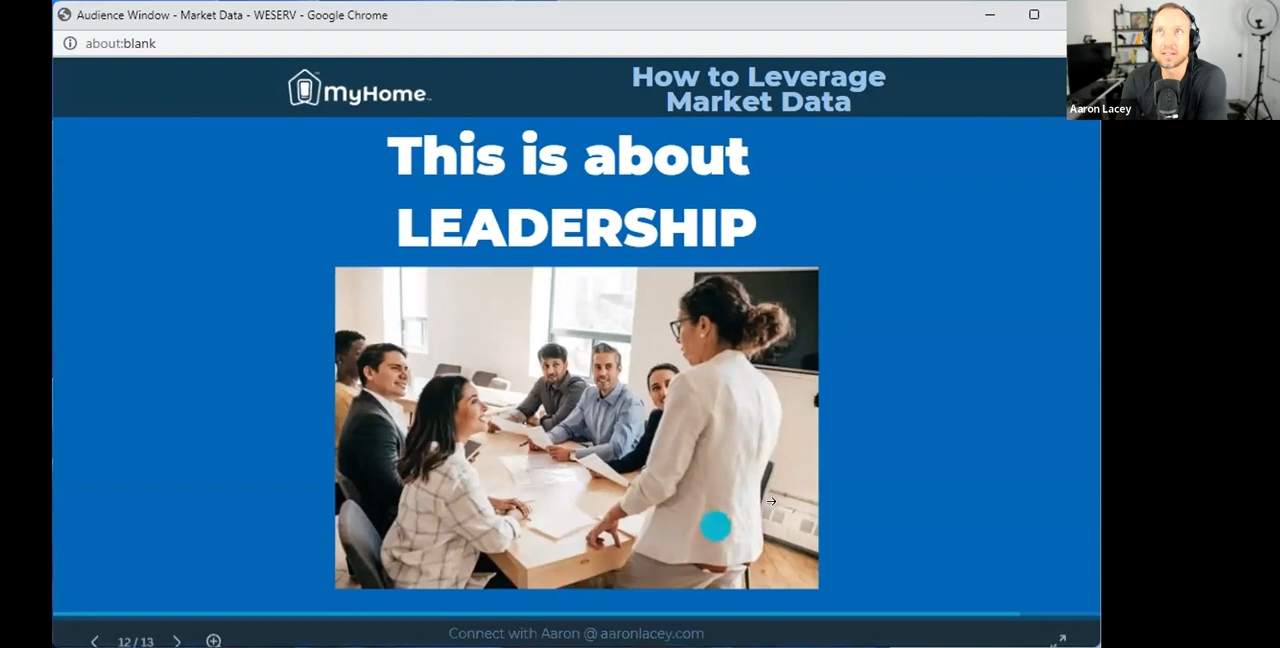 Audience Window - Market Data - WESERV - Google Chrome
about:blank
MyHome
How to Leverage
Market Data
Aaron Lacey
This is about
LEADERSHIP
12 / 13
Connect with Aaron @ aaronlacey.com